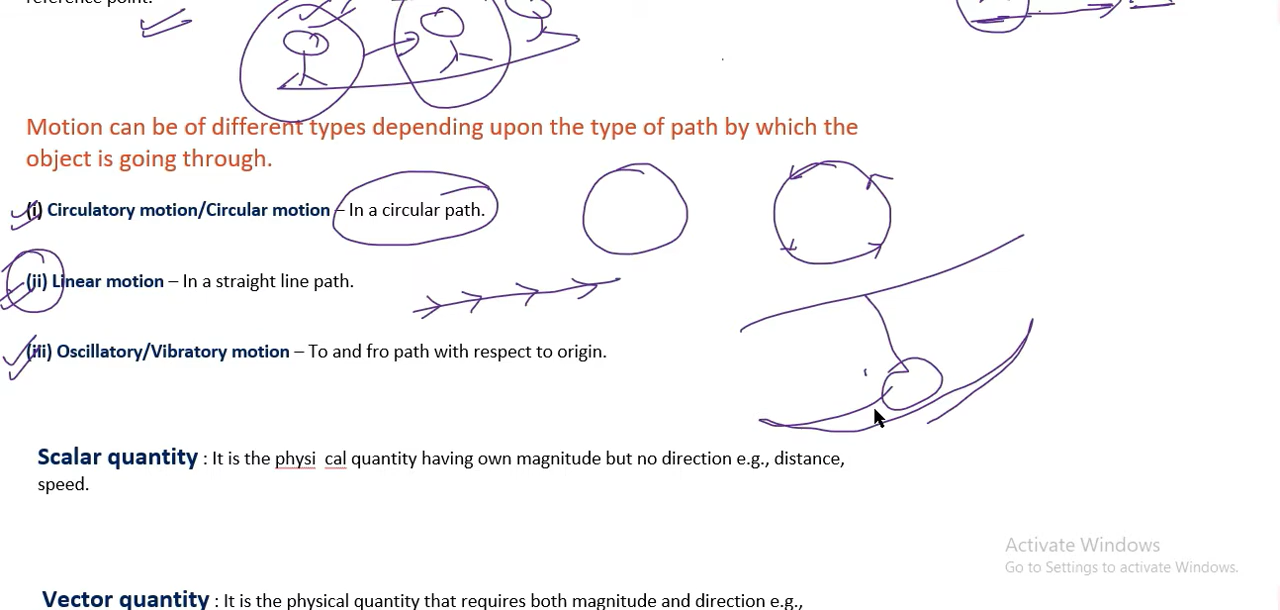 reference point.
Motion can be of different types depending upon the type of path by which the
object is going through.
(i) Circulatory motion/Circular motion – In a circular path.
(ii) Linear motion – In a straight line path.
(iii) Oscillatory/Vibratory motion – To and fro path with respect to origin.
Scalar quantity : It is the physi cal quantity having own magnitude but no direction e.g., distance,
speed.
Activate Windows
Go to Settings to activate Windows.
Vector quantity : It is the physical quantity that requires both magnitude and direction e.g.,